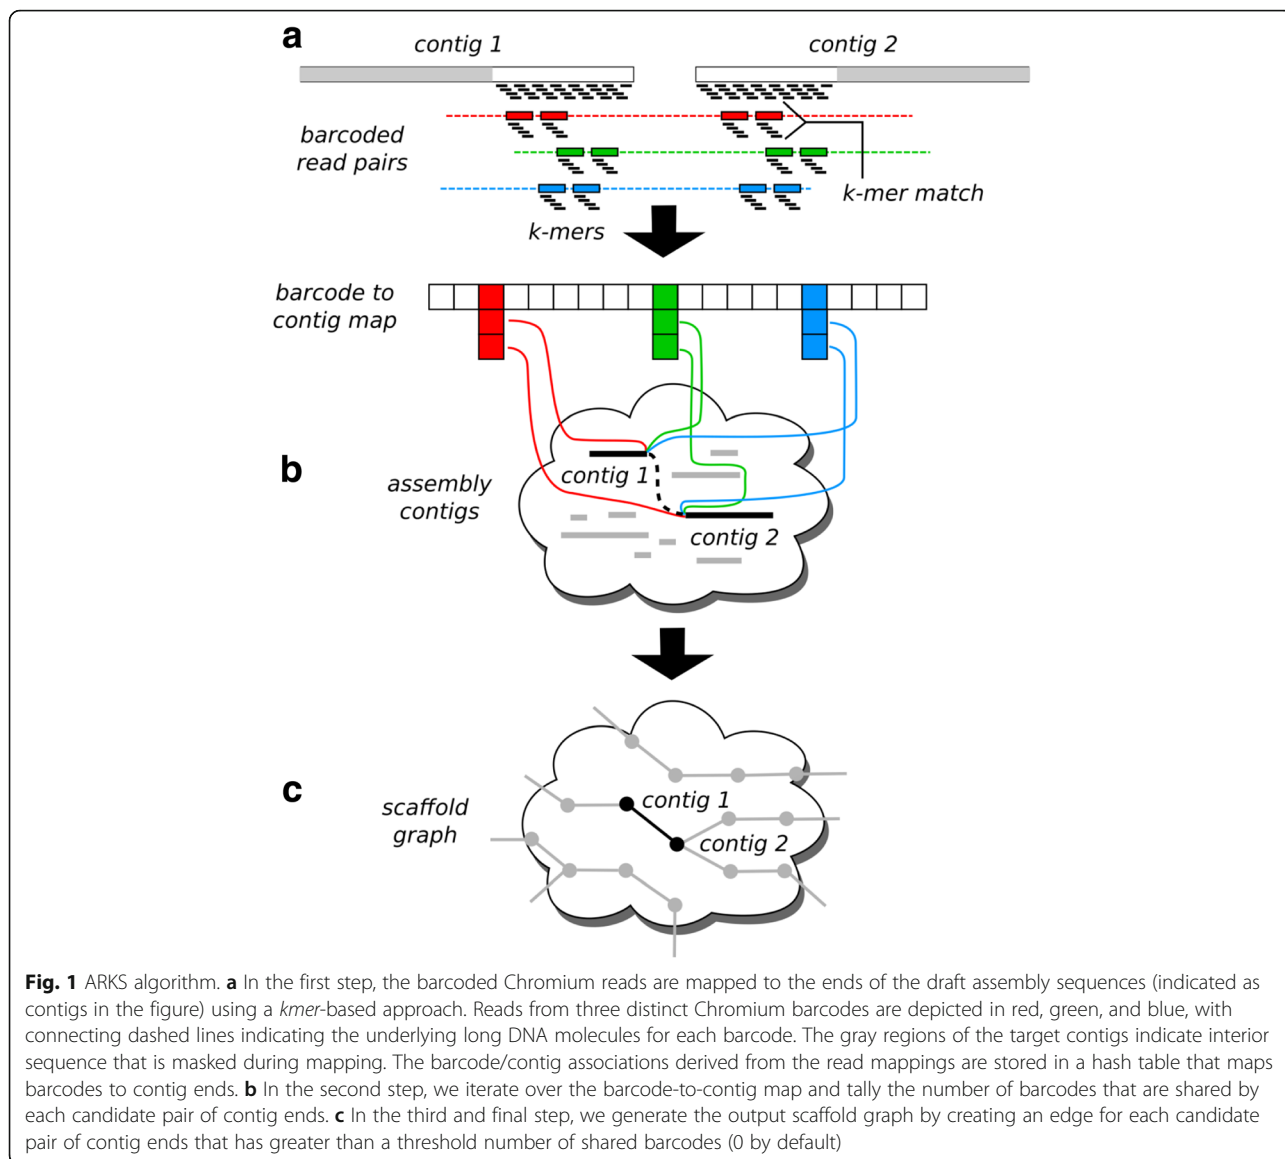 a
contig 1
contig 2
barcoded
read pairs
k-mer match
k-mers
barcode to
contig map
b
contig 1
assembly
contigs
contig 2
c
contig 1
scaffold
graph
contig 2
Fig. 1 ARKS algorithm. a In the first step, the barcoded Chromium reads are mapped to the ends of the draft assembly sequences (indicated as
contigs in the figure) using a kmer-based approach. Reads from three distinct Chromium barcodes are depicted in red, green, and blue, with
connecting dashed lines indicating the underlying long DNA molecules for each barcode. The gray regions of the target contigs indicate interior
sequence that is masked during mapping. The barcode/contig associations derived from the read mappings are stored in a hash table that maps
barcodes to contig ends. b In the second step, we iterate over the barcode-to-contig map and tally the number of barcodes that are shared by
each candidate pair of contig ends. c In the third and final step, we generate the output scaffold graph by creating an edge for each candidate
pair of contig ends that has greater than a threshold number of shared barcodes (0 by default)